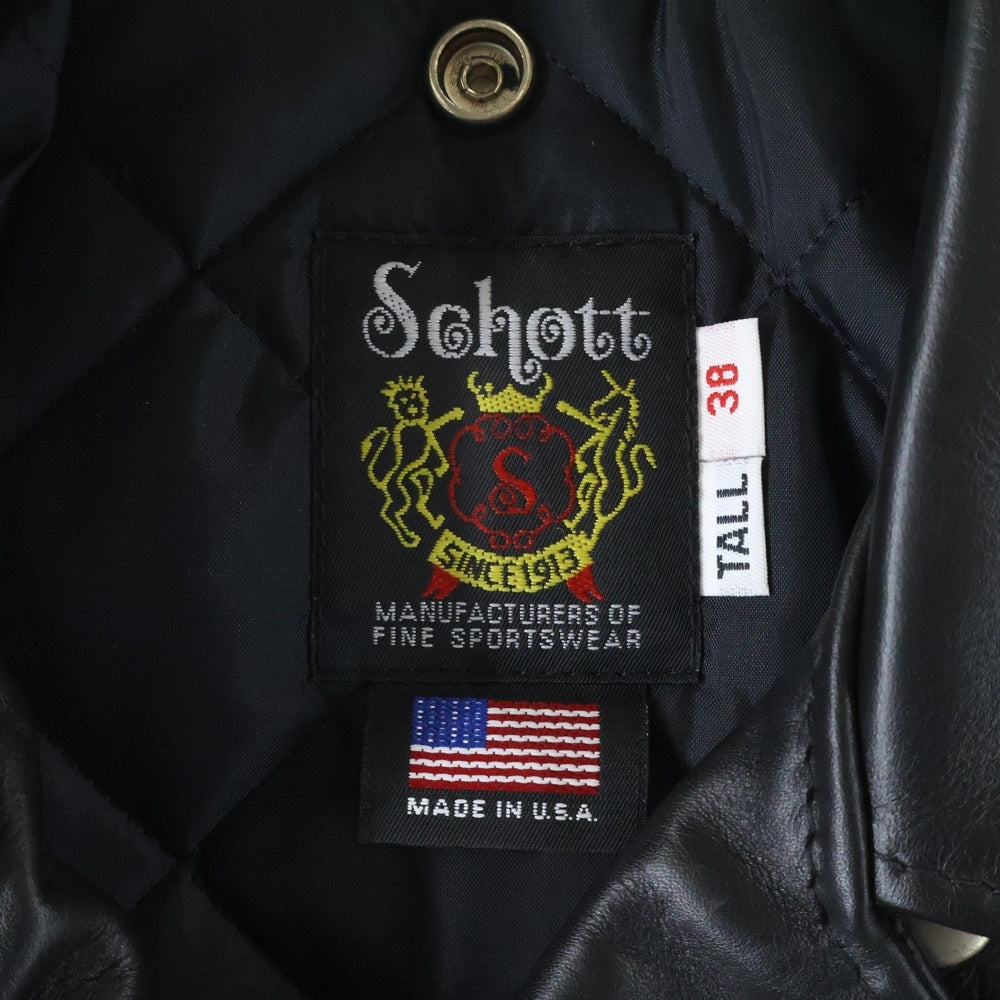 Schott
S
SINCE 1913
MANUFACTURERS OF
FINE SPORTSWEAR
38
TALL
MADE IN U.S.A.